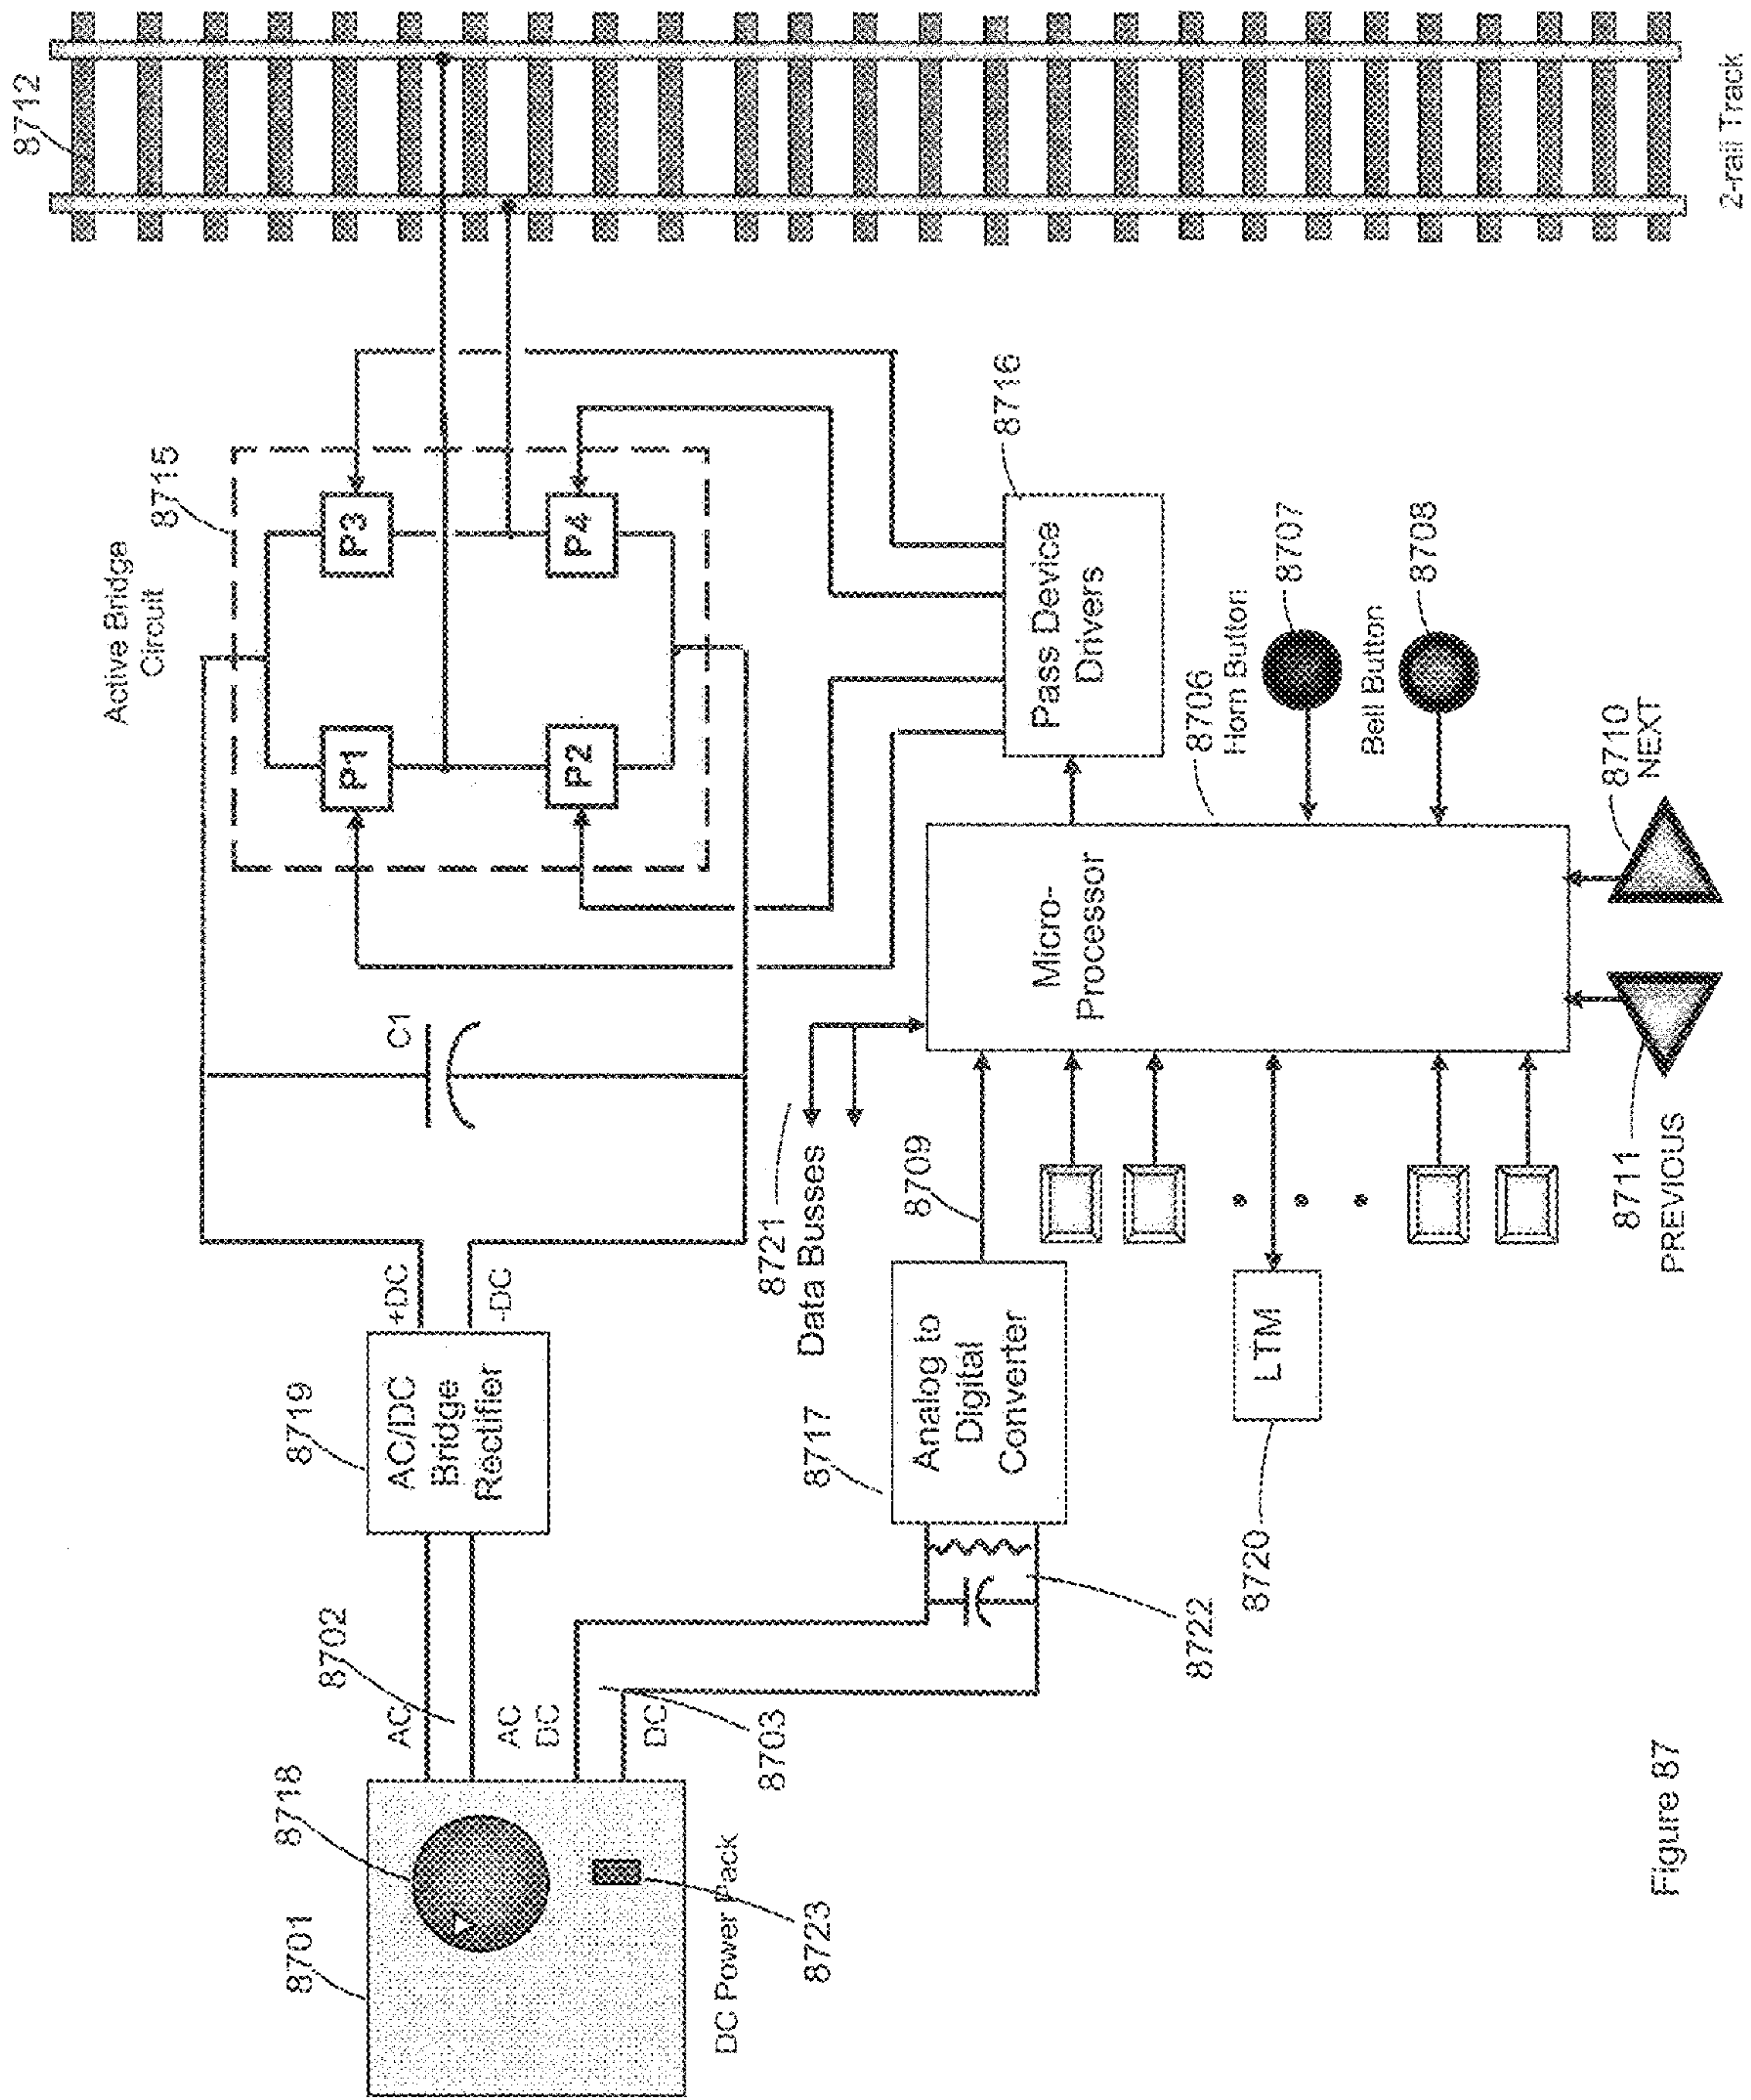 8712
2-rail Track
Active Bridge
Circuit
8715
P1
P3
P2
P4
8716
Pass Device
Drivers
C1
+DC
-DC
8719
AC/DC
Bridge
Rectifier
8702
AC
AC
DC
DC
8703
8718
8701
8723
DC Power Pack
8721
Data Busses
8709
8717
Analog to
Digital
Converter
8722
8706
Micro-
Processor
Horn Button
8707
Bell Button
8708
LTM
8720
8710
NEXT
8711
PREVIOUS
Figure 87